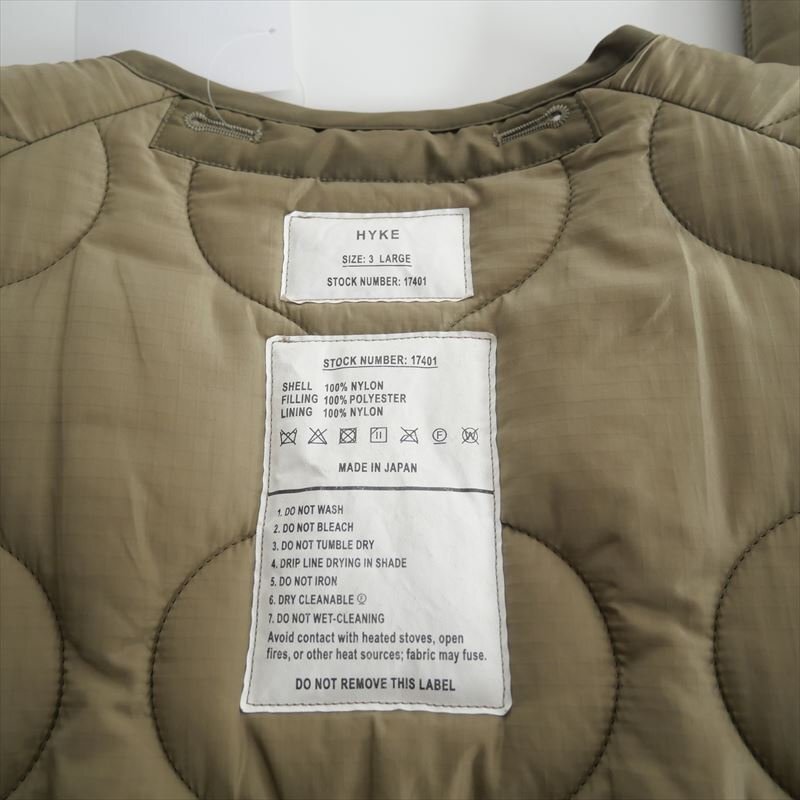 HYKE
SIZE: 3 LARGE
STOCK NUMBER: 17401
STOCK NUMBER: 17401
SHELL 100% NYLON
FILLING 100% POLYESTER
LINING 100% NYLON
MADE IN JAPAN
1. DO NOT WASH
2. DO NOT BLEACH
3. DO NOT TUMBLE DRY
4. DRIP LINE DRYING IN SHADE
5. DO NOT IRON
6. DRY CLEANABLE Ⓕ
7. DO NOT WET-CLEANING
Avoid contact with heated stoves, open
fires, or other heat sources; fabric may fuse.
DO NOT REMOVE THIS LABEL